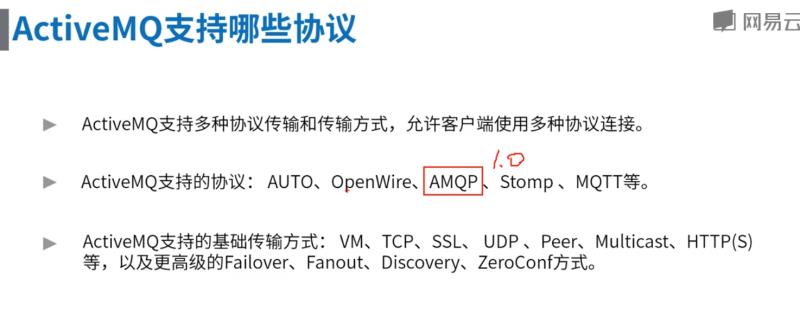 ActiveMQ支持哪些协议
网易云
ActiveMQ支持多种协议传输和传输方式，允许客户端使用多种协议连接。
1.0
ActiveMQ支持的协议： AUTO、OpenWire、AMQP、Stomp 、MQTT等。
ActiveMQ支持的基础传输方式： VM、TCP、SSL、 UDP 、Peer、Multicast、HTTP(S)
等，以及更高级的Failover、Fanout、Discovery、ZeroConf方式。